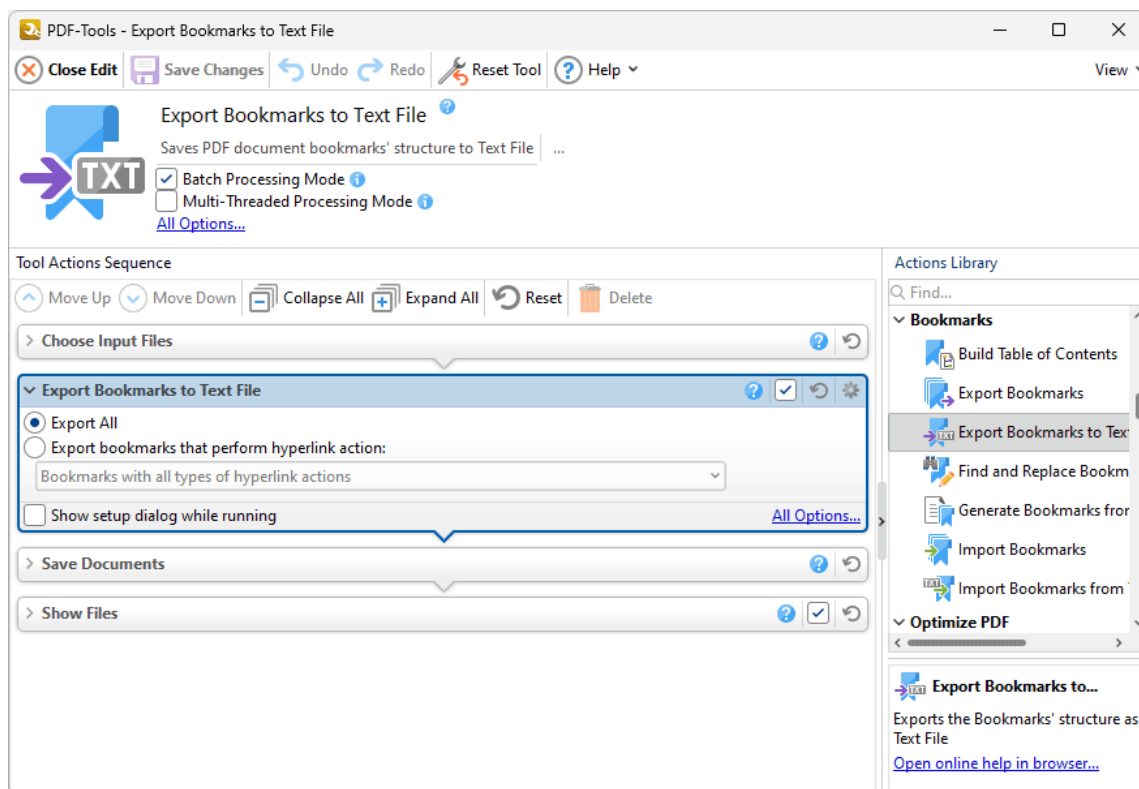 PDF-Tools - Export Bookmarks to Text File
Close Edit Save Changes Undo Redo Reset Tool ? Help View
Export Bookmarks to Text File ?
Saves PDF document bookmarks' structure to Text File ...
TXT
Batch Processing Mode i
Multi-Threaded Processing Mode i
All Options...
Tool Actions Sequence
Move Up Move Down Collapse All Expand All Reset Delete
Choose Input Files ?
Export Bookmarks to Text File ?
Export All
Export bookmarks that perform hyperlink action:
Bookmarks with all types of hyperlink actions
Show setup dialog while running All Options...
Save Documents ?
Show Files ?
Actions Library
Find...
Bookmarks
Build Table of Contents
Export Bookmarks
TXT Export Bookmarks to Tex
Find and Replace Bookm
Generate Bookmarks from
Import Bookmarks
TXT Import Bookmarks from
Optimize PDF
TXT Export Bookmarks to...
Exports the Bookmarks' structure as
Text File
Open online help in browser...